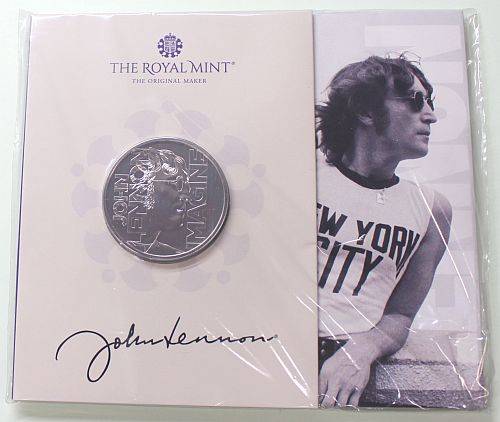 THE ROYAL MINT®
THE ORIGINAL MAKER
JOHN
LENNON
IMAGINE
John Lennon
NEW YORK
CITY